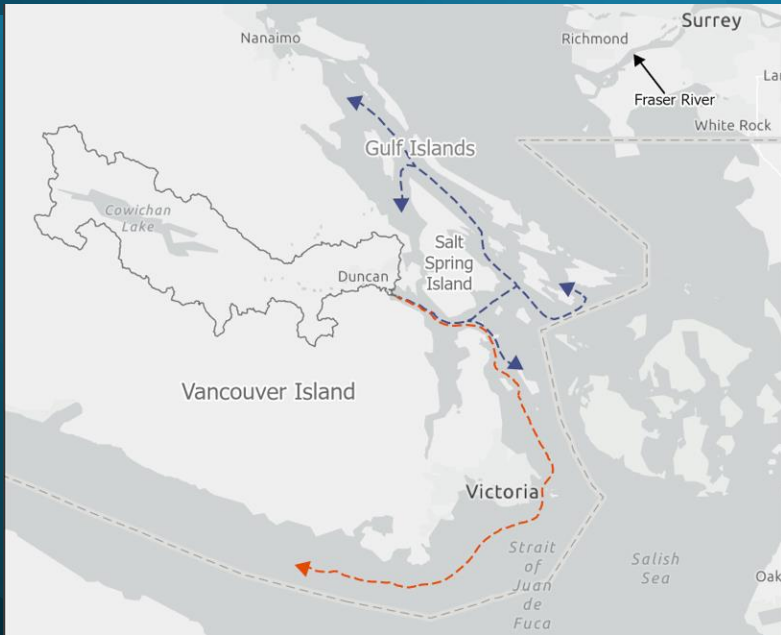 Surrey
Nanaimo
Richmond
La
Fraser River
White Rock
Gulf Islands
Cowichan
Lake
Salt
Spring
Island
Duncan
Vancouver Island
Victoria
Strait
of
Juan
de
Fuca
Salish
Sea
Oak